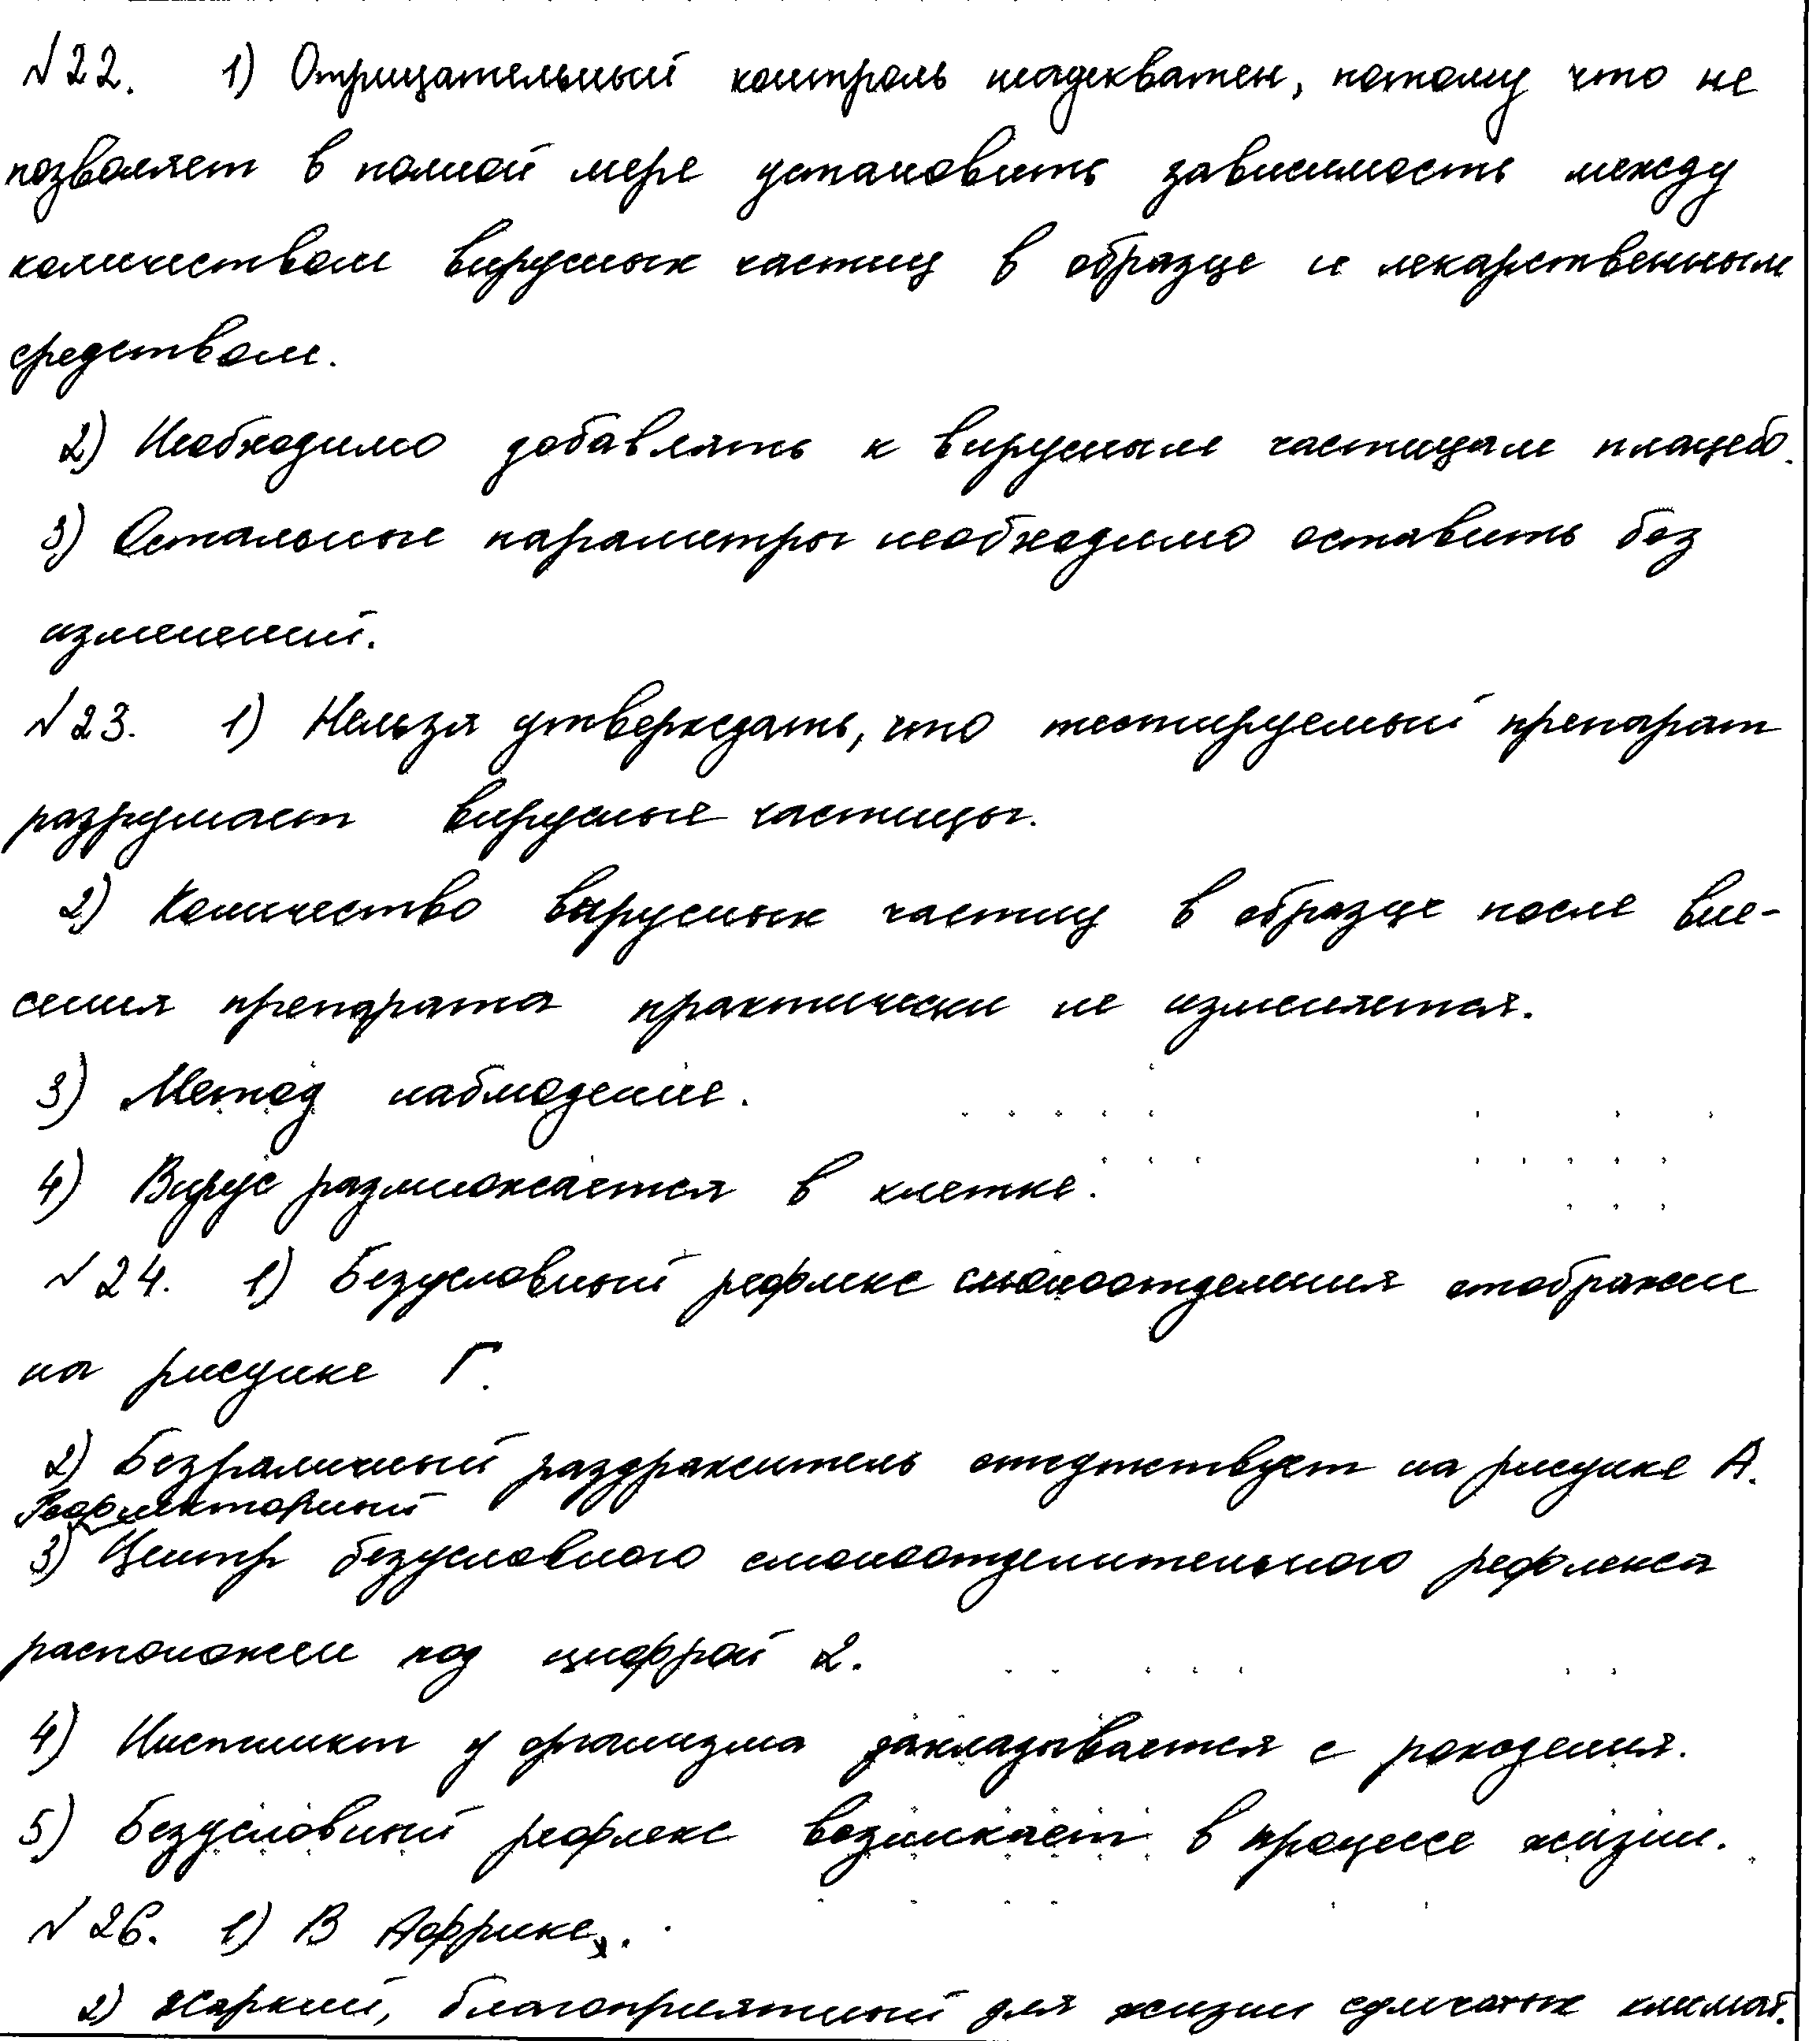 №22. 1) Отрицательный контроль неадекватен, потому что не
позволяет в полной мере установить зависимость между
количеством вирусных частиц в образце и лекарственным
средством.
2) Необходимо добавлять к вирусным частицам плацебо.
3) Остальные параметры необходимо оставить без
изменений.
№23. 1) Нельзя утверждать, что тестируемый препарат
разрушает вирусные частицы.
2) Количество вирусных частиц в образце после вне-
сения препарата практически не изменяется.
3) Метод наблюдение.
4) Вирус размножается в клетке.
№24. 1) Безусловный рефлекс слюноотделения отображен
на рисунке Г.
2) Безразличный раздражитель отсутствует на рисунке А.
Рефлекторный
3) Центр безусловного слюноотделительного рефлекса
расположен под цифрой 2.
4) Инстинкт у организма закладывается с рождения.
5) Безусловный рефлекс возникает в процессе жизни.
№26. 1) В Африке.
2) Жаркий, благоприятный для жизни сумчатых климат.